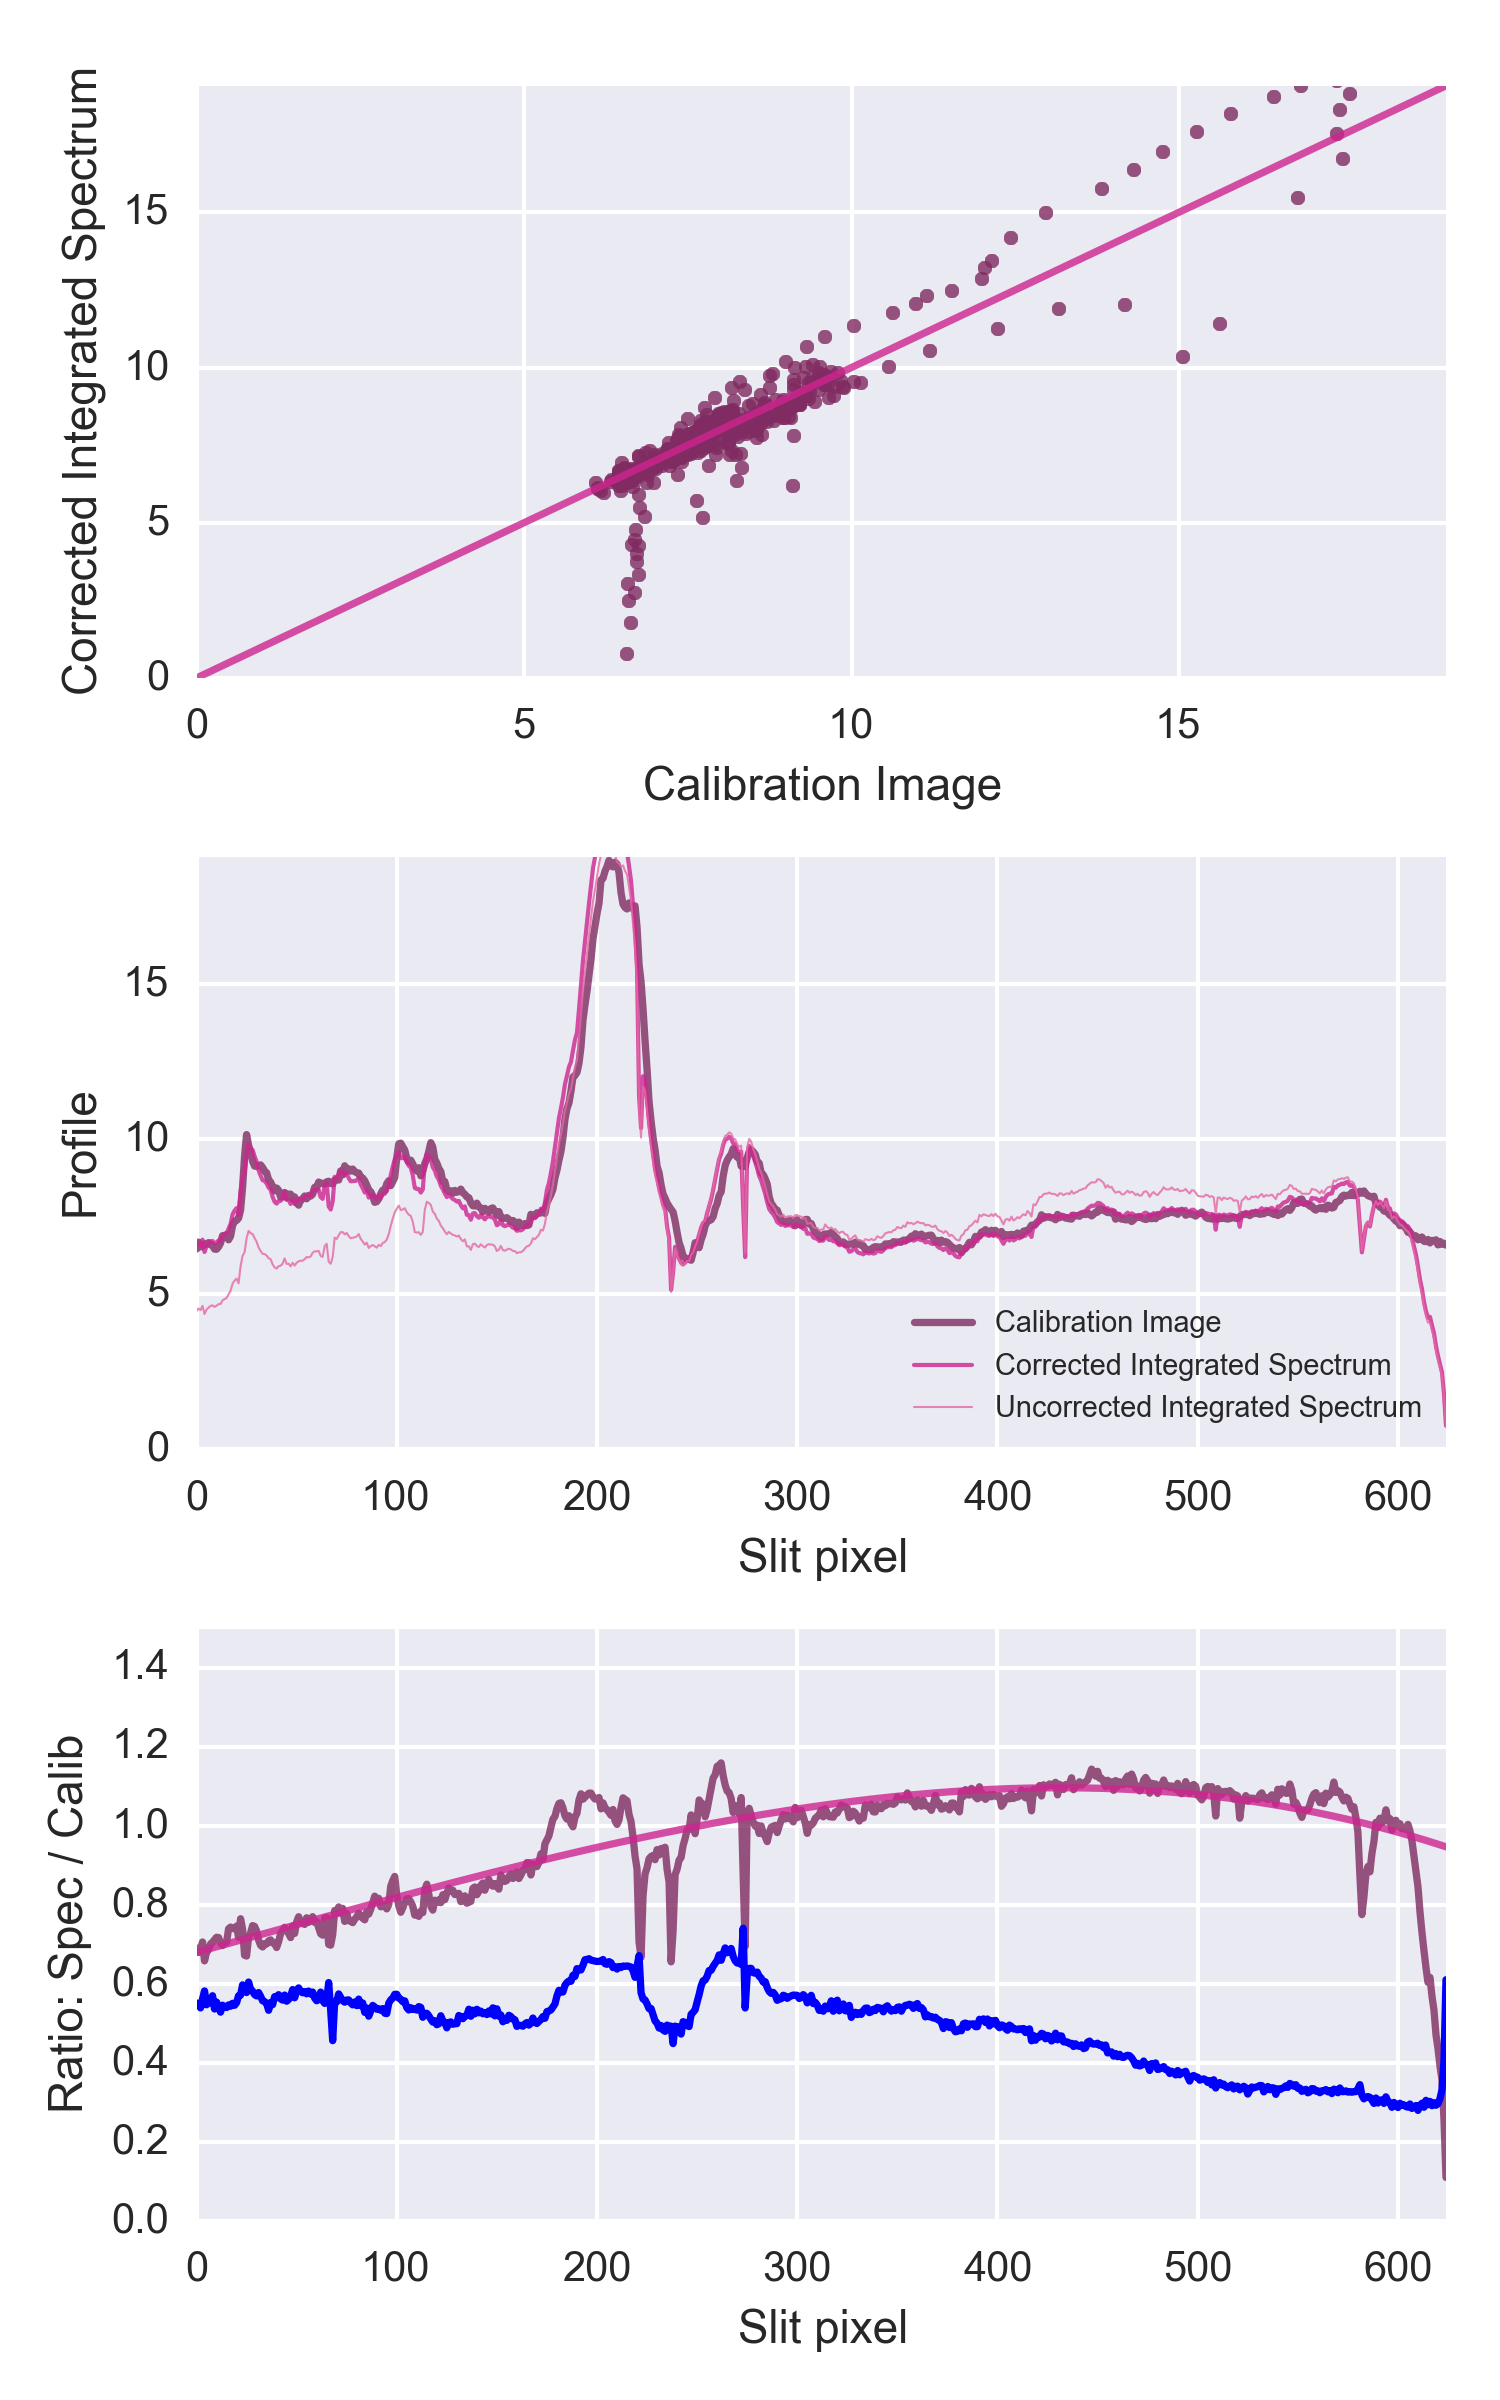 Corrected Integrated Spectrum
15
10
5
0
0 5 10 15
Calibration Image
Profile
15
10
5
0
Calibration Image
Corrected Integrated Spectrum
Uncorrected Integrated Spectrum
0 100 200 300 400 500 600
Slit pixel
Ratio: Spec / Calib
1.4
1.2
1.0
0.8
0.6
0.4
0.2
0.0
0 100 200 300 400 500 600
Slit pixel